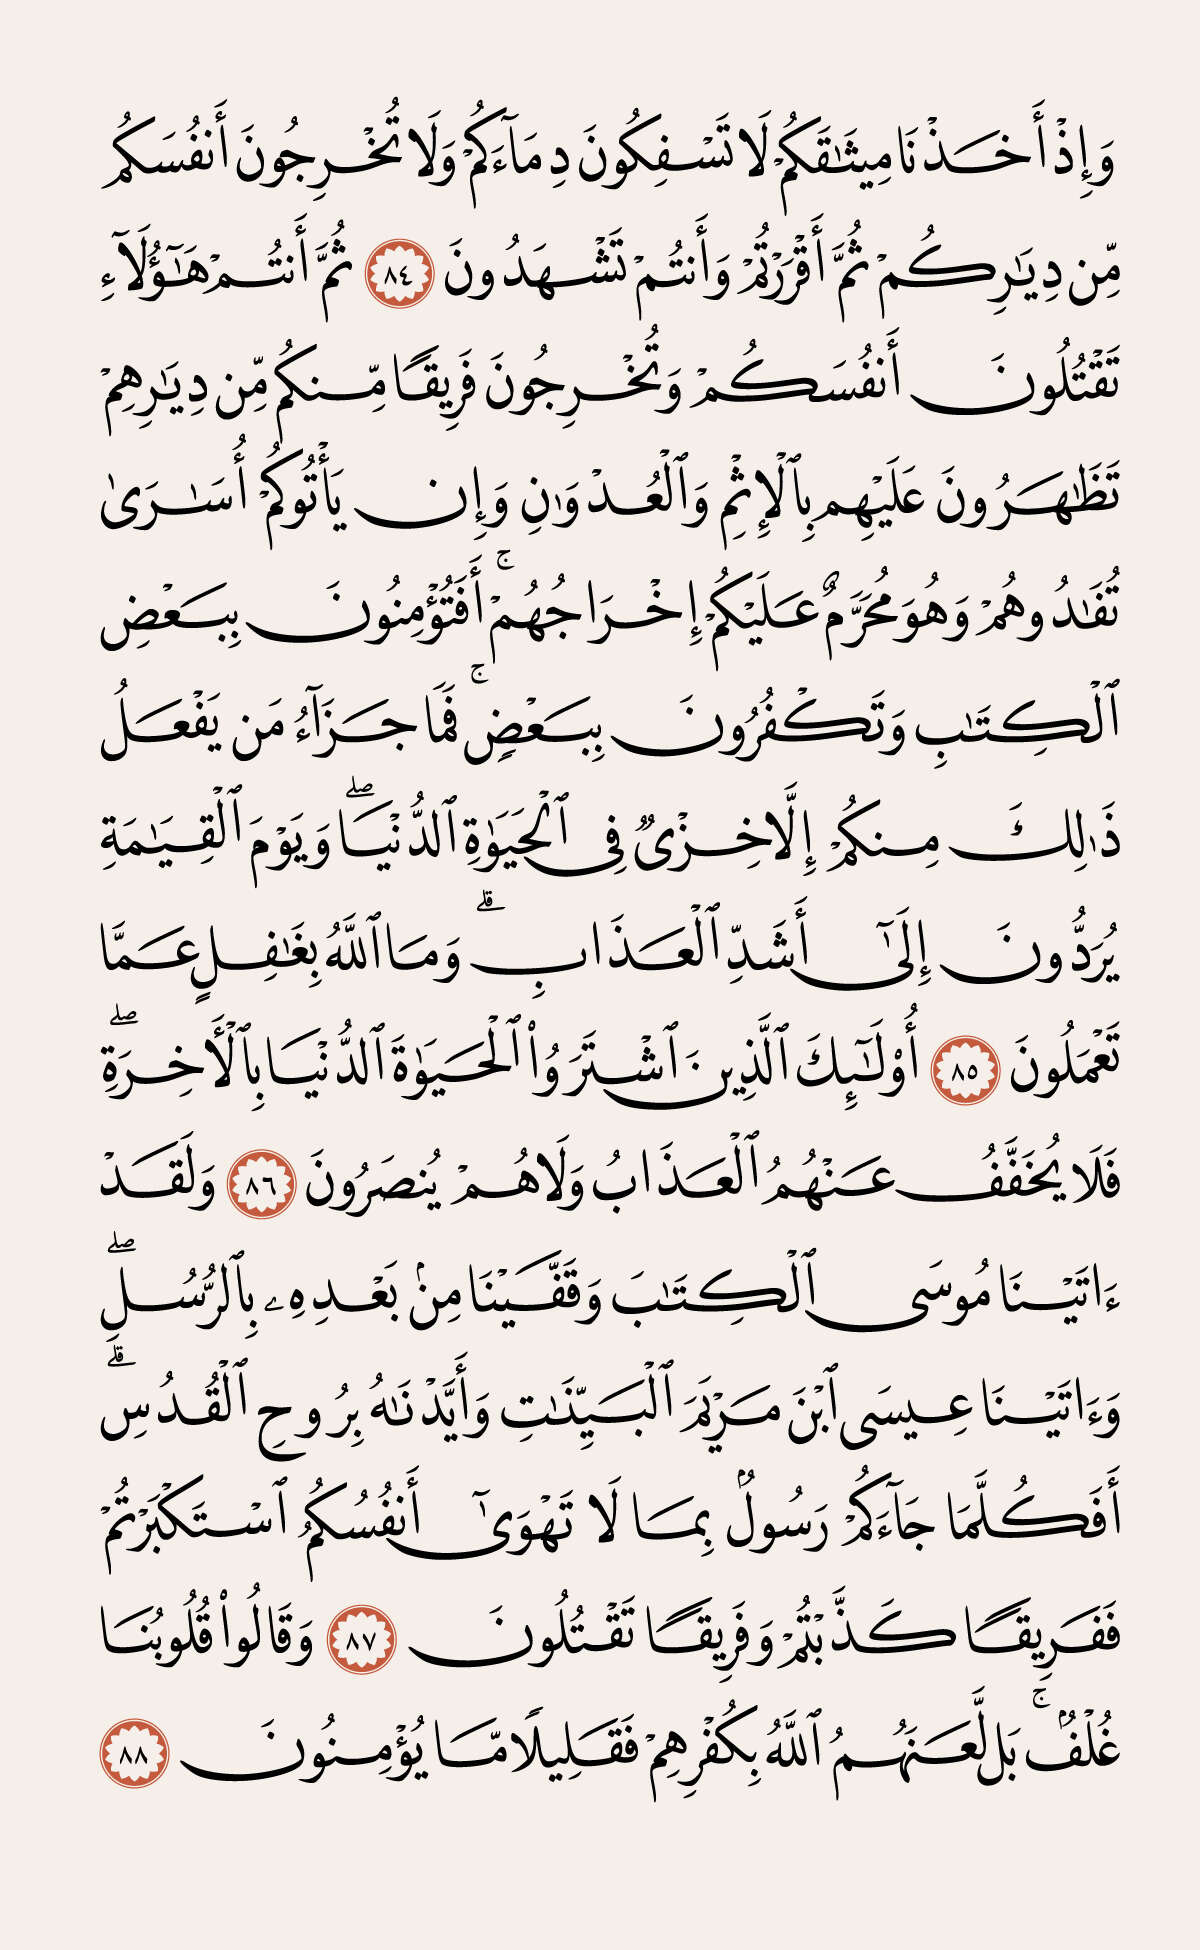 وَإِذْ أَخَذْنَا مِيثَٰقَكُمْ لَا تَسْفِكُونَ دِمَآءَكُمْ وَلَا تُخْرِجُونَ أَنفُسَكُم
مِّن دِيَٰرِكُمْ ثُمَّ أَقْرَرْتُمْ وَأَنتُمْ تَشْهَدُونَ ٨٤ ثُمَّ أَنتُمْ هَٰٓؤُلَآءِ
تَقْتُلُونَ أَنفُسَكُمْ وَتُخْرِجُونَ فَرِيقًا مِّنكُم مِّن دِيَٰرِهِمْ
تَظَٰهَرُونَ عَلَيْهِم بِٱلْإِثْمِ وَٱلْعُدْوَٰنِ وَإِن يَأْتُوكُمْ أُسَٰرَىٰ
تُفَٰدُوهُمْ وَهُوَ مُحَرَّمٌ عَلَيْكُمْ إِخْرَاجُهُمْ ۚ أَفَتُؤْمِنُونَ بِبَعْضِ
ٱلْكِتَٰبِ وَتَكْفُرُونَ بِبَعْضٍ ۚ فَمَا جَزَآءُ مَن يَفْعَلُ
ذَٰلِكَ مِنكُمْ إِلَّا خِزْىٌ فِى ٱلْحَيَوٰةِ ٱلدُّنْيَا ۖ وَيَوْمَ ٱلْقِيَٰمَةِ
يُرَدُّونَ إِلَىٰٓ أَشَدِّ ٱلْعَذَابِ ۗ وَمَا ٱللَّهُ بِغَٰفِلٍ عَمَّا
تَعْمَلُونَ ٨٥ أُو۟لَٰٓئِكَ ٱلَّذِينَ ٱشْتَرَوُا۟ ٱلْحَيَوٰةَ ٱلدُّنْيَا بِٱلْأَخِرَةِ ۖ
فَلَا يُخَفَّفُ عَنْهُمُ ٱلْعَذَابُ وَلَا هُمْ يُنصَرُونَ ٨٦ وَلَقَدْ
ءَاتَيْنَا مُوسَى ٱلْكِتَٰبَ وَقَفَّيْنَا مِنۢ بَعْدِهِۦ بِٱلرُّسُلِ ۖ
وَءَاتَيْنَا عِيسَى ٱبْنَ مَرْيَمَ ٱلْبَيِّنَٰتِ وَأَيَّدْنَٰهُ بِرُوحِ ٱلْقُدُسِ ۗ
أَفَكُلَّمَا جَآءَكُمْ رَسُولٌۢ بِمَا لَا تَهْوَىٰٓ أَنفُسُكُمُ ٱسْتَكْبَرْتُمْ
فَفَرِيقًا كَذَّبْتُمْ وَفَرِيقًا تَقْتُلُونَ ٨٧ وَقَالُوا۟ قُلُوبُنَا
غُلْفٌۢ ۚ بَل لَّعَنَهُمُ ٱللَّهُ بِكُفْرِهِمْ فَقَلِيلًا مَّا يُؤْمِنُونَ ٨٨